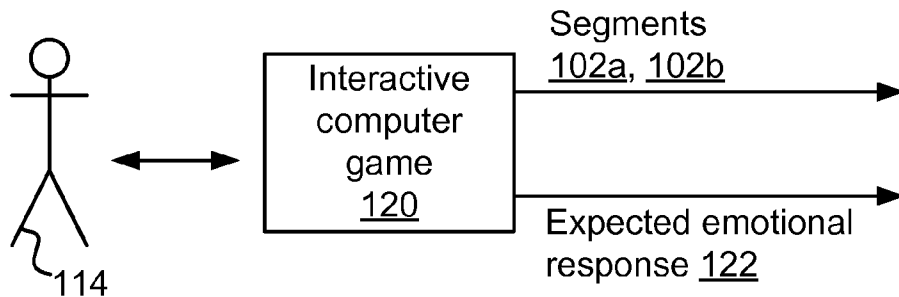 Segments
102a, 102b
Interactive
computer
game
120
Expected emotional
response 122
114